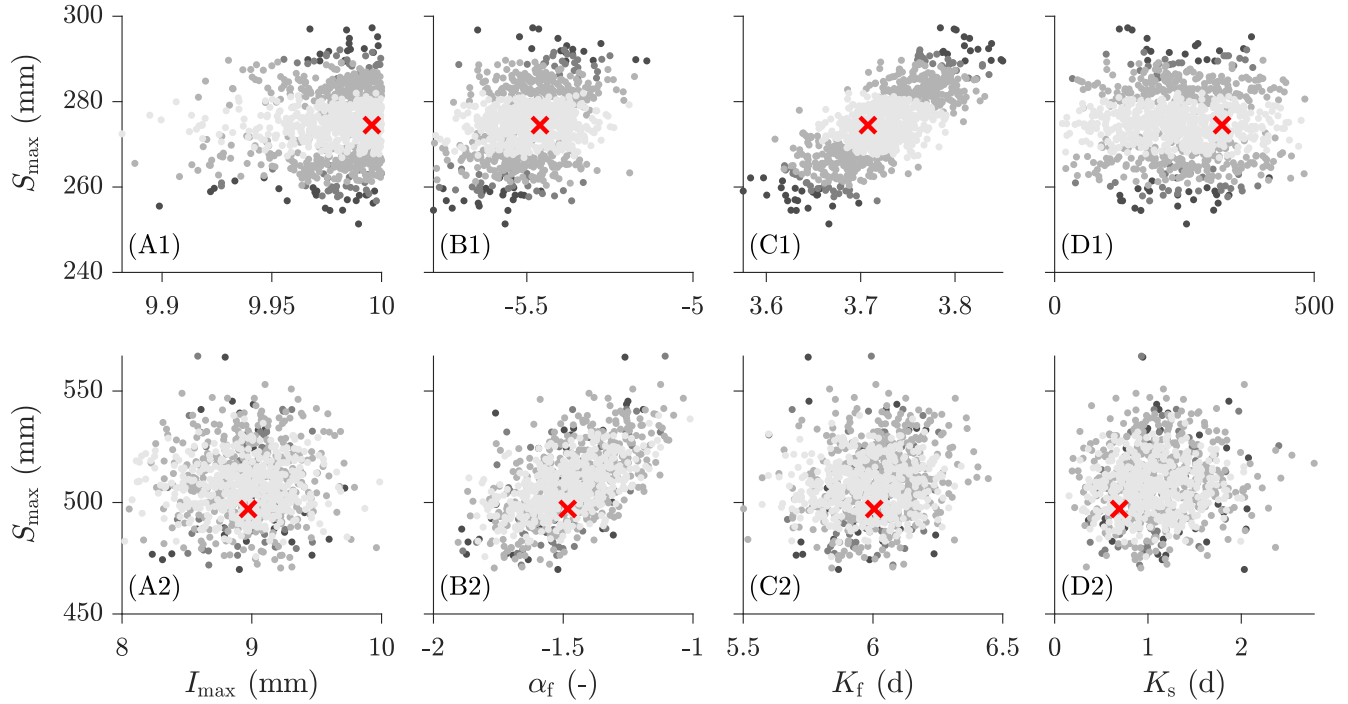 300
280
260
240
S_max (mm)
(A1)
(B1)
(C1)
(D1)
9.9
9.95
10
-5.5
-5
3.6
3.7
3.8
0
500
550
500
450
S_max (mm)
(A2)
(B2)
(C2)
(D2)
8
9
10
-2
-1.5
-1
5.5
6
6.5
0
1
2
I_max (mm)
α_f (-)
K_f (d)
K_s (d)